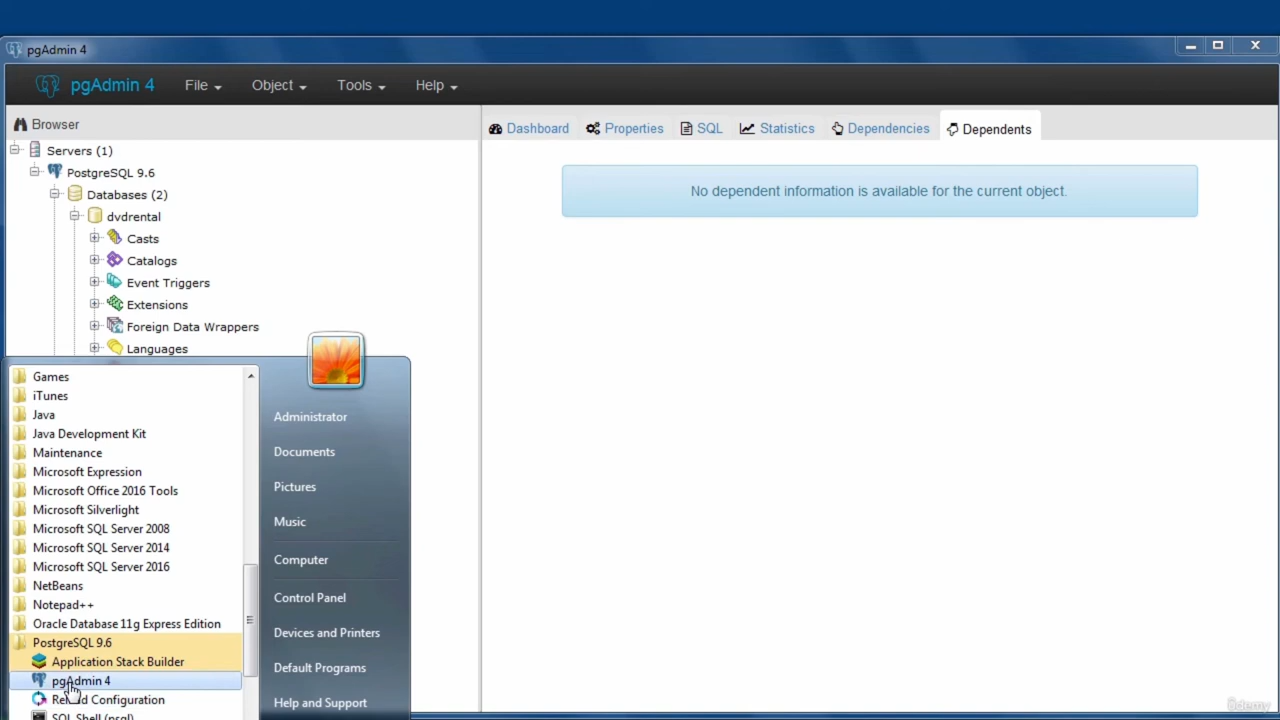 pgAdmin 4
pgAdmin 4 File Object Tools Help
Browser
Dashboard Properties SQL Statistics Dependencies Dependents
Servers (1)
PostgreSQL 9.6
Databases (2)
dvdrental
Casts
Catalogs
Event Triggers
Extensions
Foreign Data Wrappers
Languages
No dependent information is available for the current object.
Games
iTunes
Java
Java Development Kit
Maintenance
Microsoft Expression
Microsoft Office 2016 Tools
Microsoft Silverlight
Microsoft SQL Server 2008
Microsoft SQL Server 2014
Microsoft SQL Server 2016
NetBeans
Notepad++
Oracle Database 11g Express Edition
PostgreSQL 9.6
Application Stack Builder
pgAdmin 4
Reload Configuration
SQL Shell (psql)
Administrator
Documents
Pictures
Music
Computer
Control Panel
Devices and Printers
Default Programs
Help and Support
ûdemy